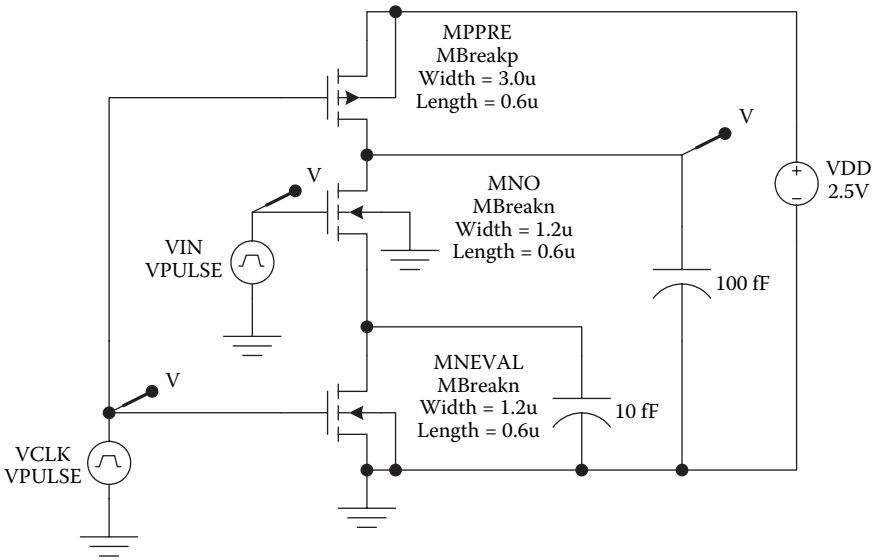 MPPRE
MBreakp
Width = 3.0u
Length = 0.6u
V
VDD
2.5V
+
−
V
MNO
MBreakn
Width = 1.2u
Length = 0.6u
VIN
VPULSE
100 fF
V
MNEVAL
MBreakn
Width = 1.2u
Length = 0.6u
10 fF
VCLK
VPULSE